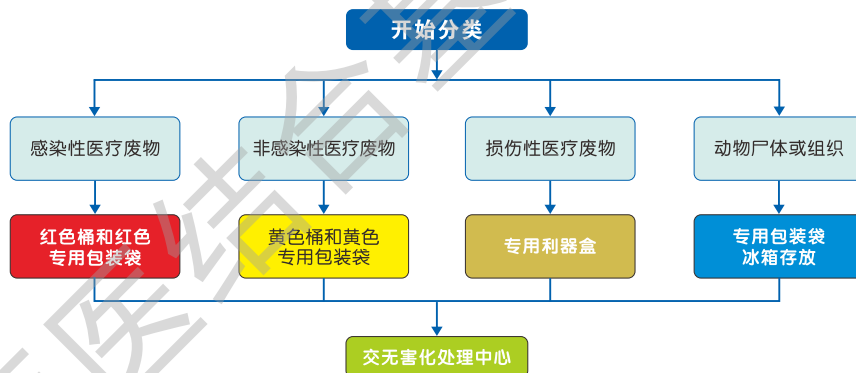 开始分类
感染性医疗废物
非感染性医疗废物
损伤性医疗废物
动物尸体或组织
红色桶和红色
专用包装袋
黄色桶和黄色
专用包装袋
专用利器盒
专用包装袋
冰箱存放
交无害化处理中心
医结合基